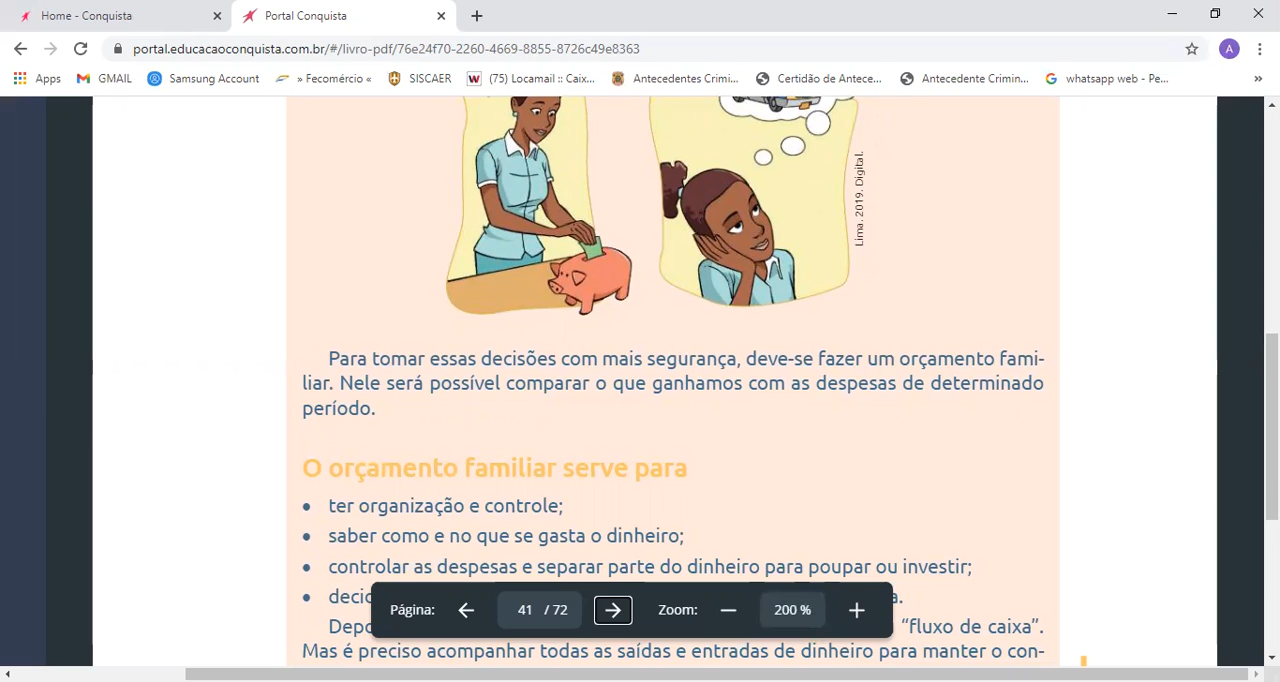 Home - Conquista
Portal Conquista
portal.educacaoconquista.com.br/#/livro-pdf/76e24f70-2260-4669-8855-8726c49e8363
A
Apps GMAIL Samsung Account » Fecomércio « SISCAER (75) Locamail :: Caix... Antecedentes Crimi... Certidão de Antece... Antecedente Crimin... whatsapp web - Pe... »
Lima. 2019. Digital.
Para tomar essas decisões com mais segurança, deve-se fazer um orçamento fami-
liar. Nele será possível comparar o que ganhamos com as despesas de determinado
período.
O orçamento familiar serve para
• ter organização e controle;
• saber como e no que se gasta o dinheiro;
• controlar as despesas e separar parte do dinheiro para poupar ou investir;
Página: 41 / 72 Zoom: 200 %
“fluxo de caixa”.
Mas é preciso acompanhar todas as saídas e entradas de dinheiro para manter o con-